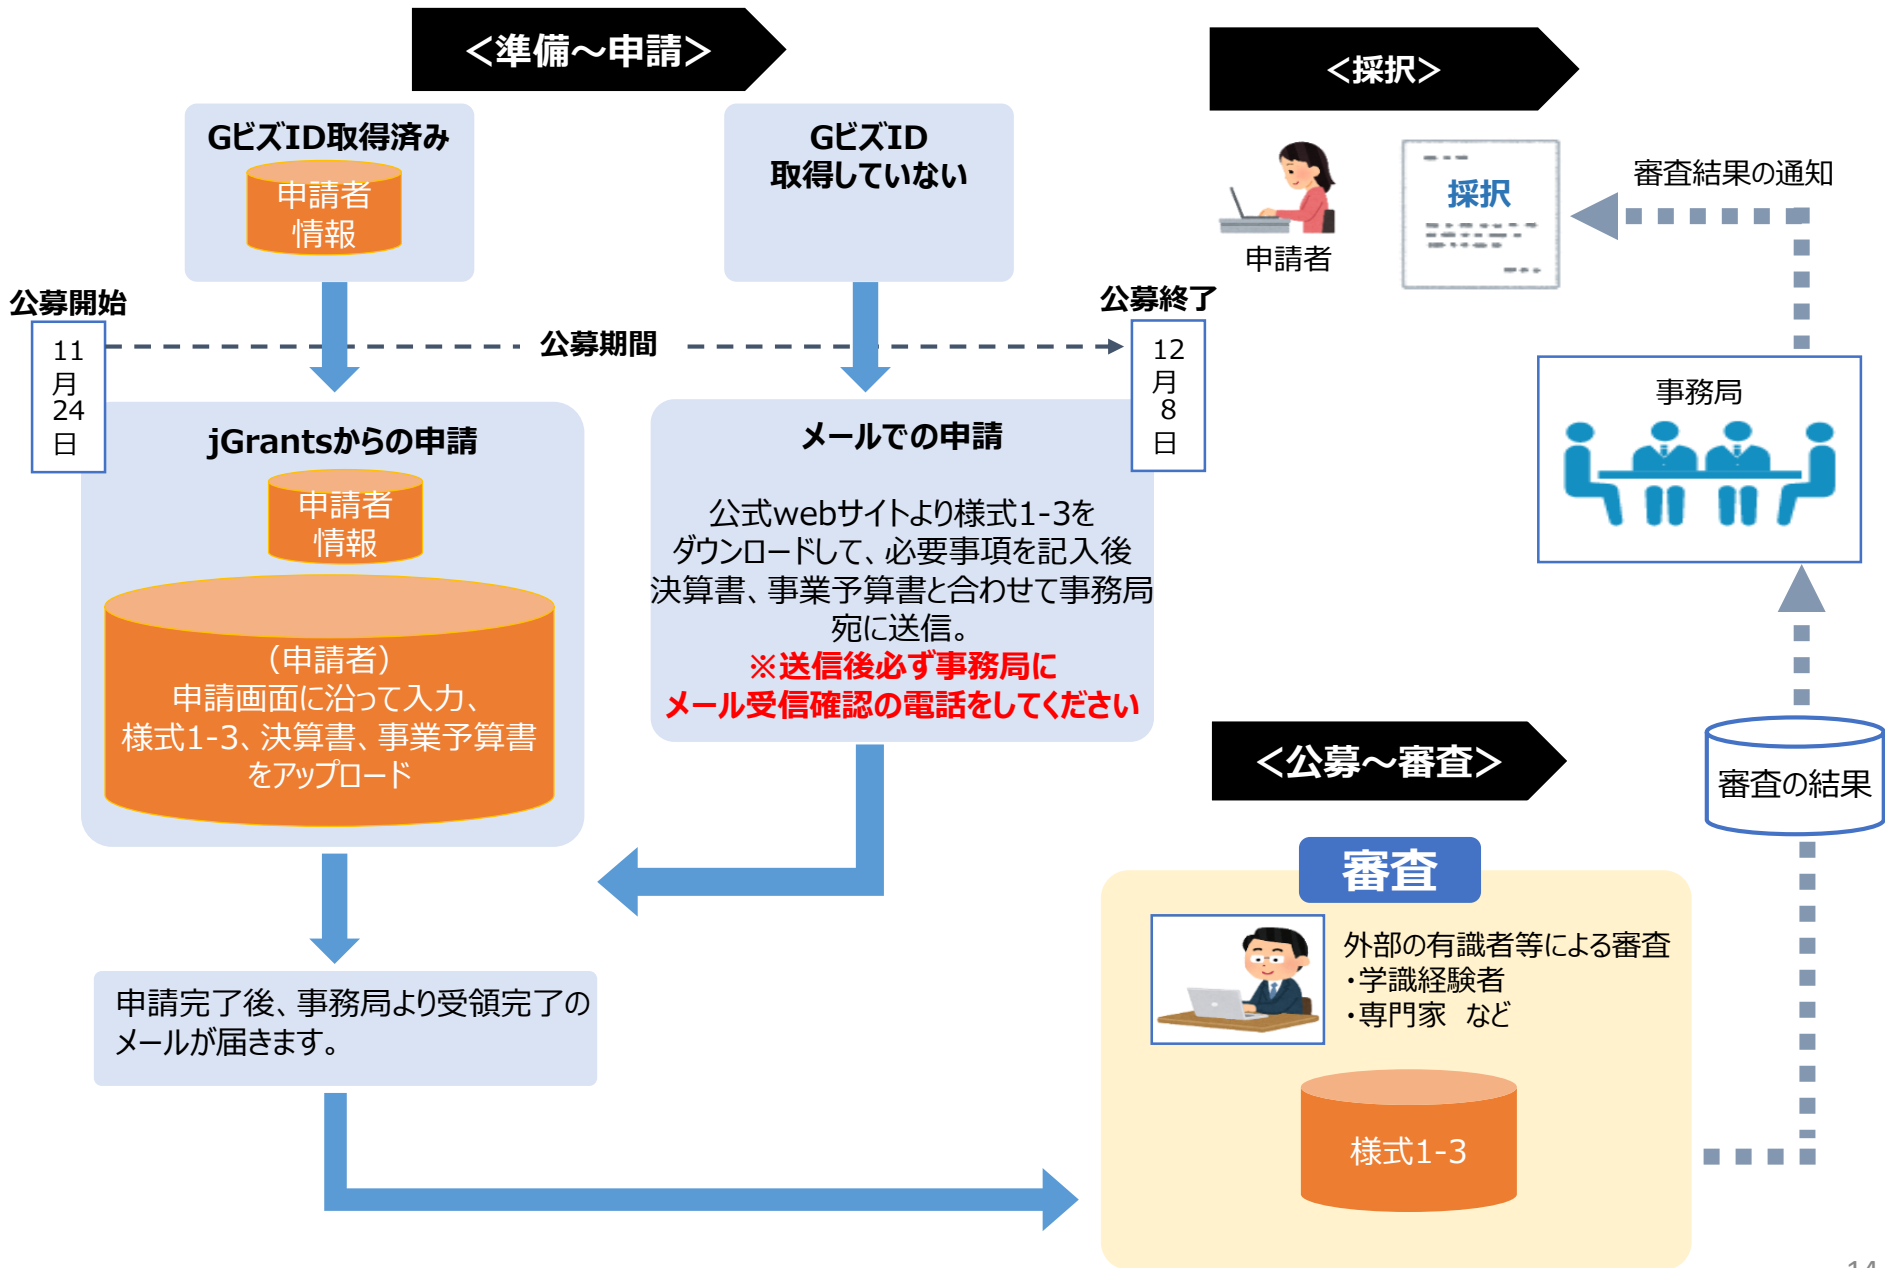 ＜準備～申請＞
GビズID取得済み
申請者
情報
GビズID
取得していない
公募開始
11
月
24
日
公募期間
公募終了
12
月
8
日
jGrantsからの申請
申請者
情報
（申請者）
申請画面に沿って入力、
様式1-3、決算書、事業予算書
をアップロード
メールでの申請
公式webサイトより様式1-3を
ダウンロードして、必要事項を記入後
決算書、事業予算書と合わせて事務局
宛に送信。
※送信後必ず事務局に
メール受信確認の電話をしてください
申請完了後、事務局より受領完了の
メールが届きます。
＜公募～審査＞
審査
外部の有識者等による審査
・学識経験者
・専門家 など
様式1-3
審査の結果
事務局
審査結果の通知
＜採択＞
採択
申請者
14